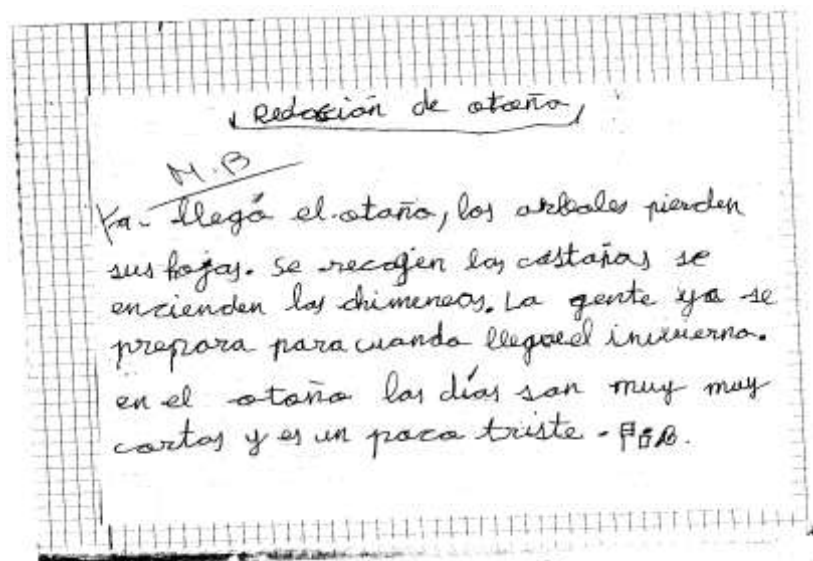 Redacción de otoño
M.B
Ya llegó el otoño, los arboles pierden
sus hojas. se recogen las castañas se
encienden las chimeneas. La gente ya se
prepara para cuando llegue el invierno.
en el otoño los días son muy muy
cortos y es un poco triste -